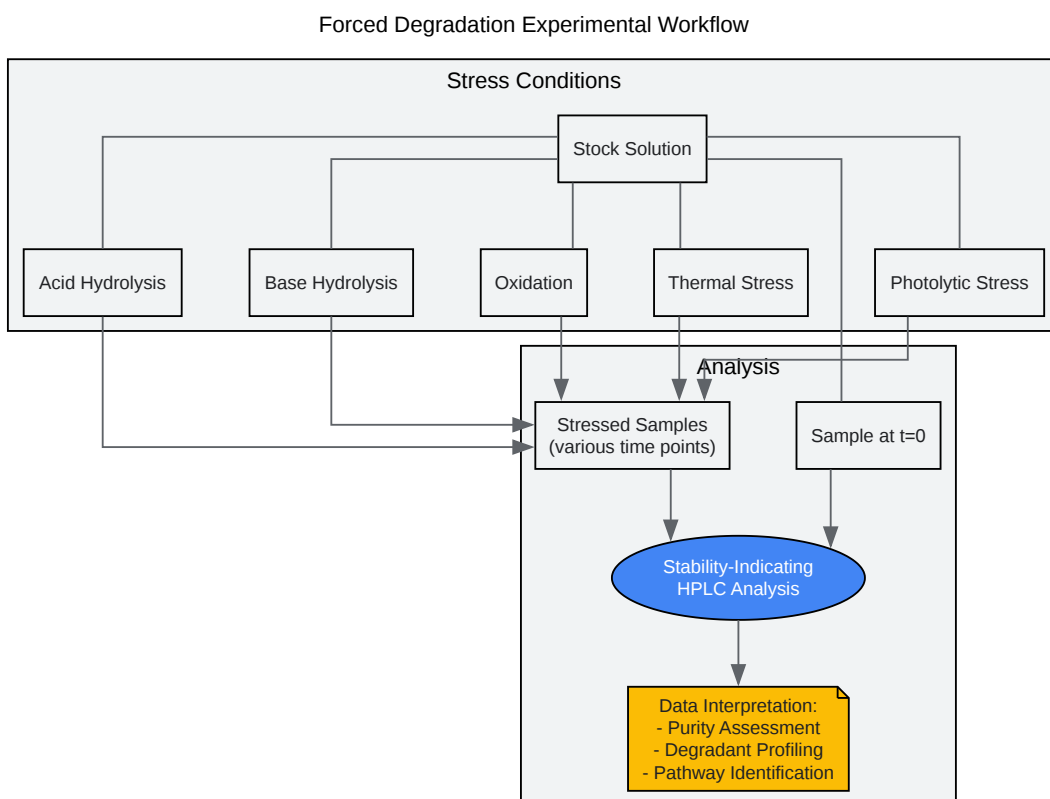 Forced Degradation Experimental Workflow
Stress Conditions
Stock Solution
Acid Hydrolysis
Base Hydrolysis
Oxidation
Thermal Stress
Photolytic Stress
Analysis
Stressed Samples
(various time points)
Sample at t=0
Stability-Indicating
HPLC Analysis
Data Interpretation:
- Purity Assessment
- Degradant Profiling
- Pathway Identification